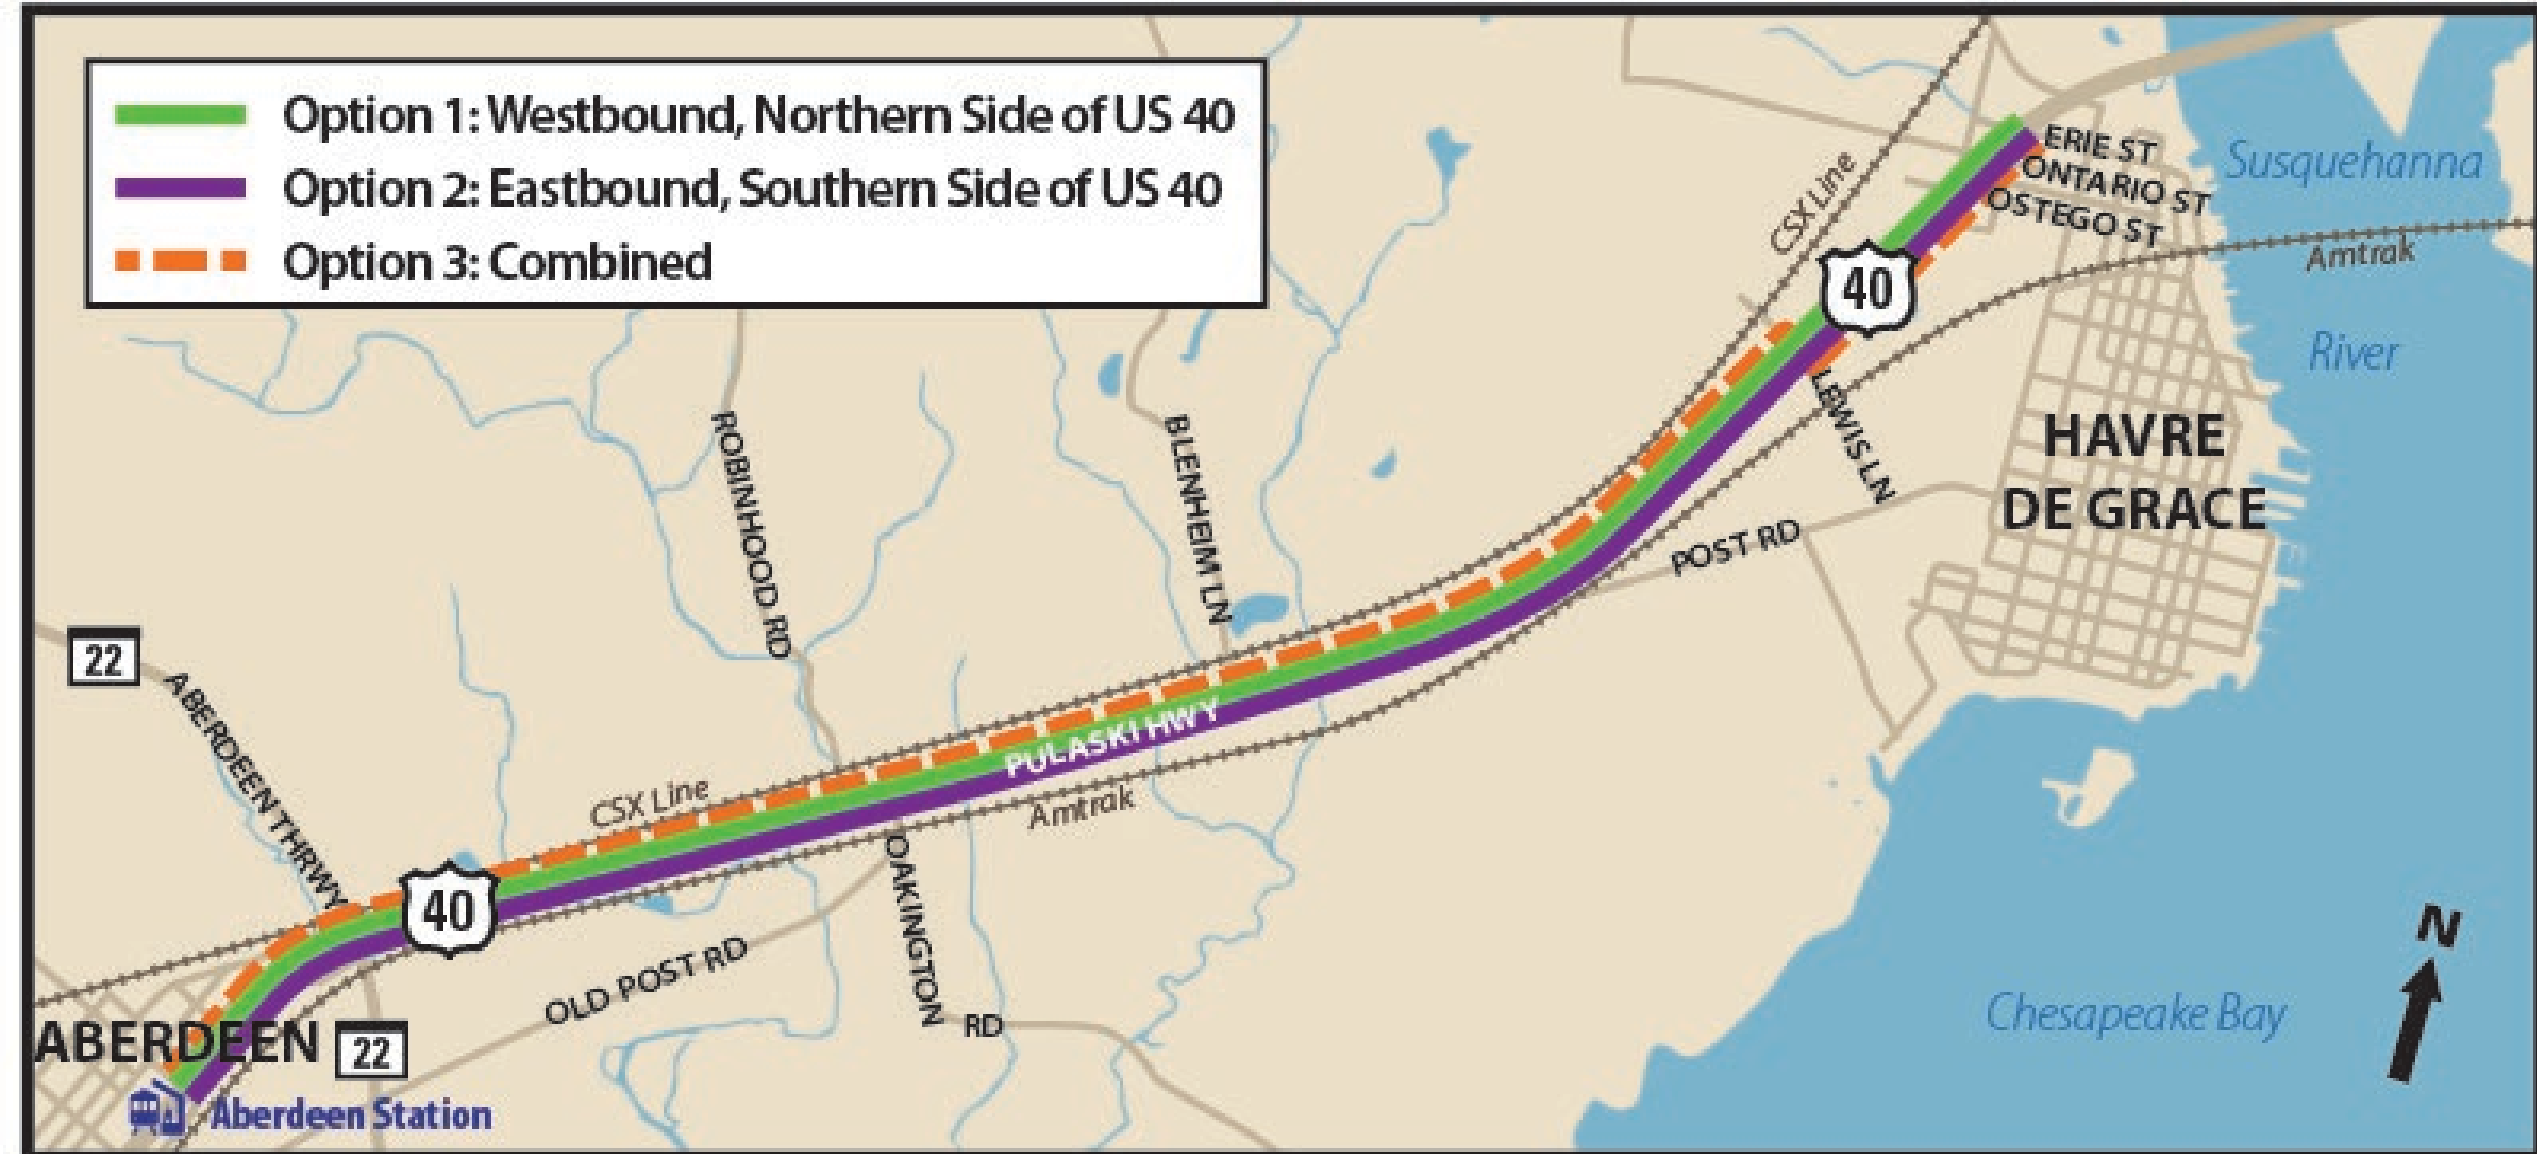 Option 1: Westbound, Northern Side of US 40
Option 2: Eastbound, Southern Side of US 40
Option 3: Combined
ERIE ST
ONTARIO ST
OSTEGO ST
Susquehanna
River
CSX Line
Amtrak
40
LEWIS LN
HAVRE
DE GRACE
POST RD
ROBINHOOD RD
BLENHEIM LN
22
ABERDEEN THRWY
PULASKI HWY
CSX Line
Amtrak
40
OAKINGTON
RD
OLD POST RD
N
Chesapeake Bay
ABERDEEN
22
Aberdeen Station